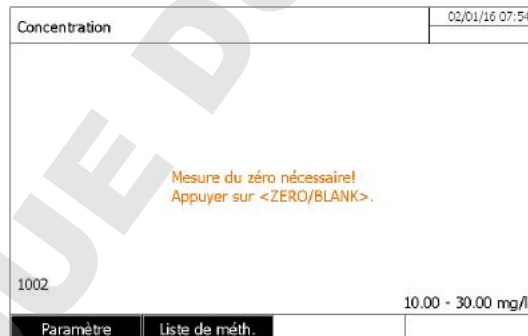 Concentration
02/01/16 07:54
Mesure du zéro nécessaire!
Appuyer sur <ZERO/BLANK>.
1002
10.00 - 30.00 mg/l
Paramètre
Liste de méth.